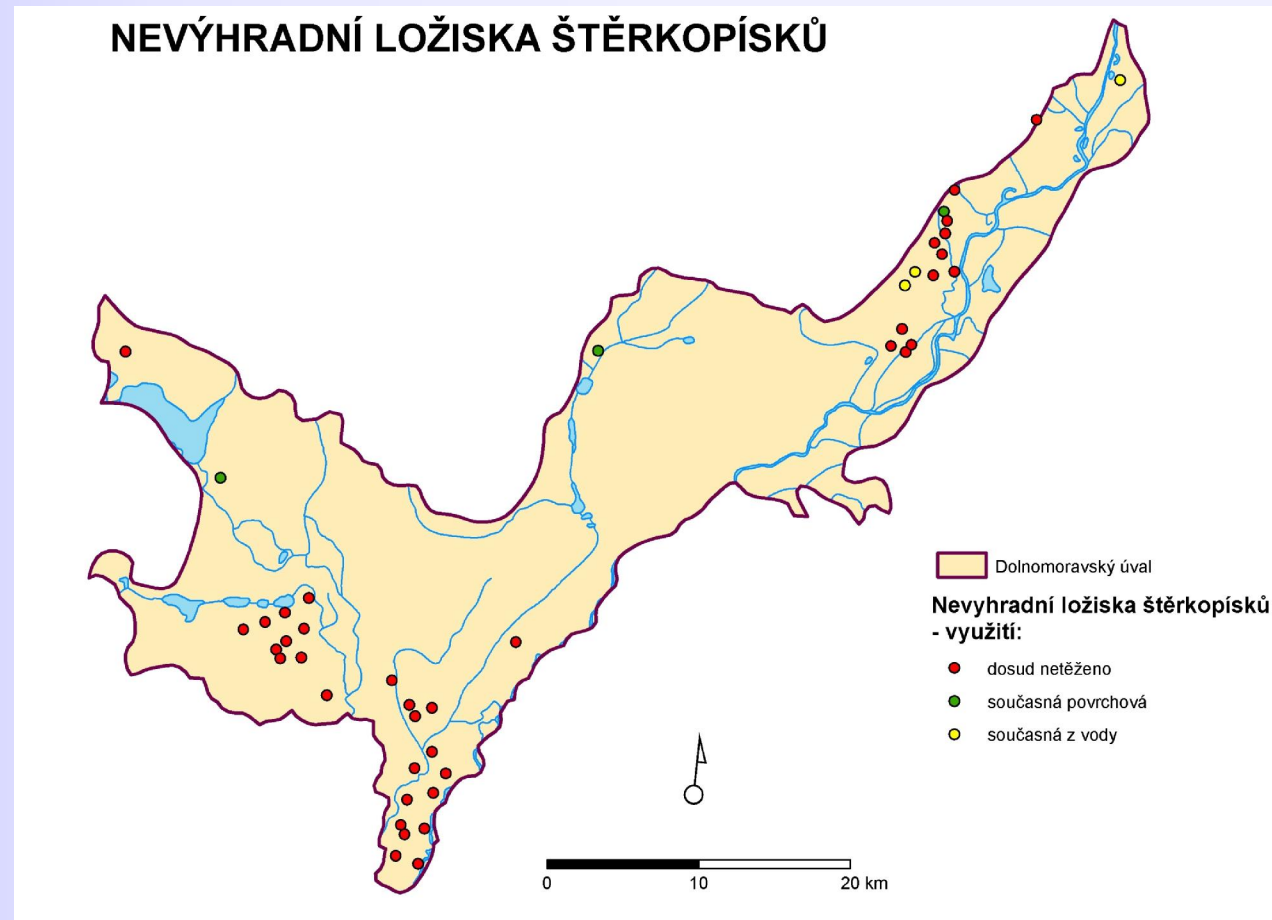 NEVÝHRADNÍ LOŽISKA ŠTĚRKOPÍSKŮ
Dolnomoravský úval
Nevyhradní ložiska štěrkopísků
- využití:
dosud netěženo
současná povrchová
současná z vody
0 10 20 km